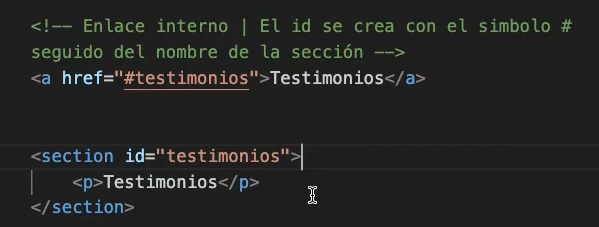 <!-- Enlace interno | El id se crea con el simbolo #
seguido del nombre de la sección -->
<a href="#testimonios">Testimonios</a>
<section id="testimonios">
<p>Testimonios</p>
</section>